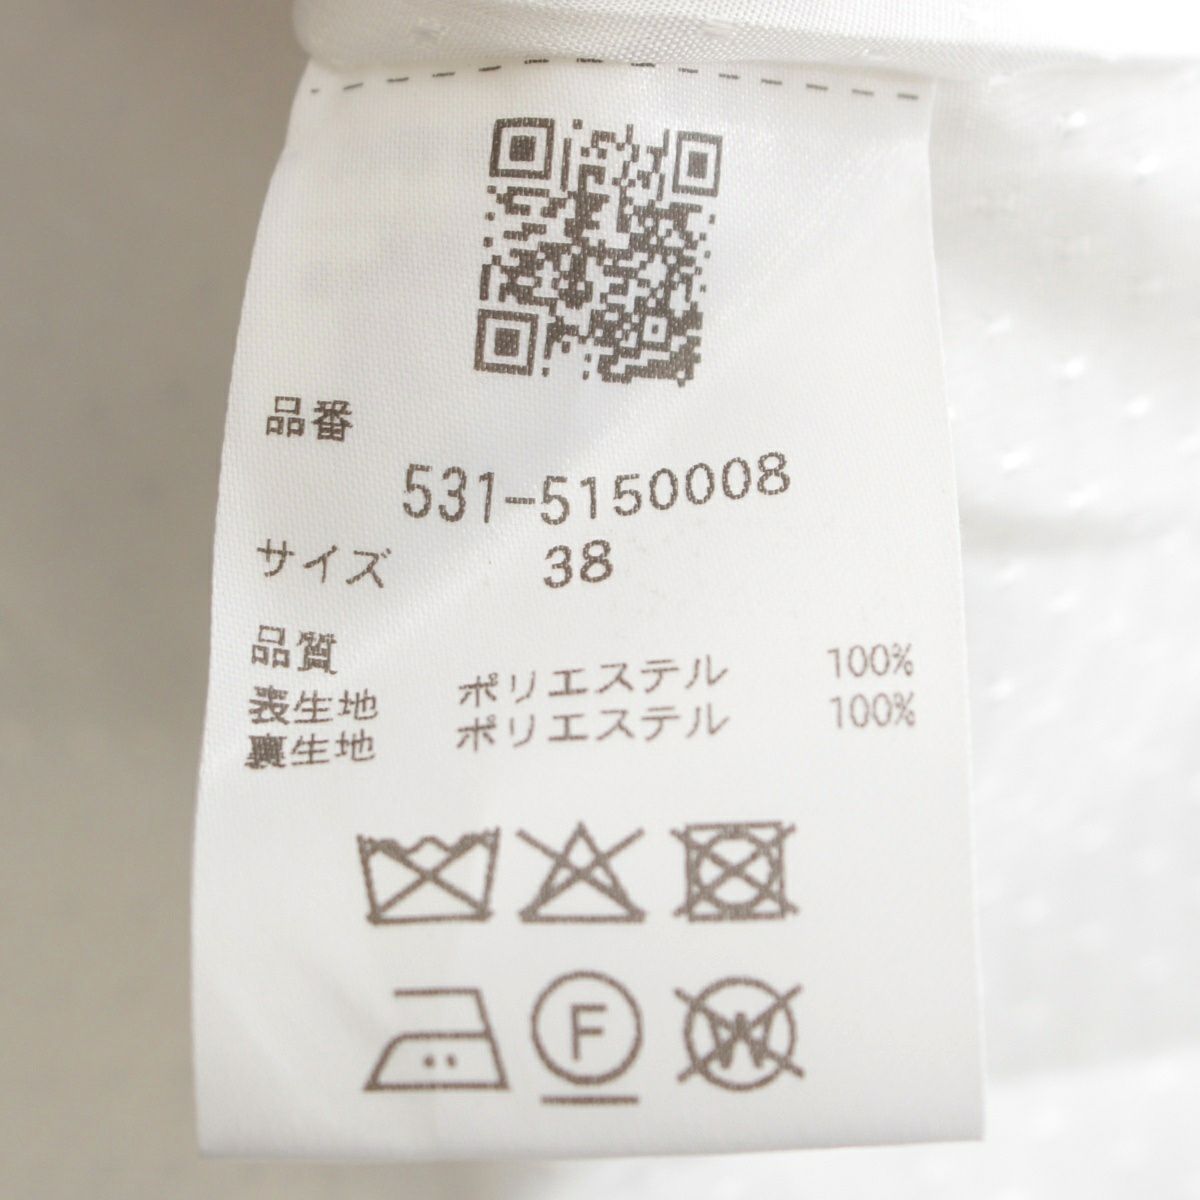 品番
531-5150008
サイズ 38
品質
表生地 ポリエステル 100%
裏生地 ポリエステル 100%
F
W